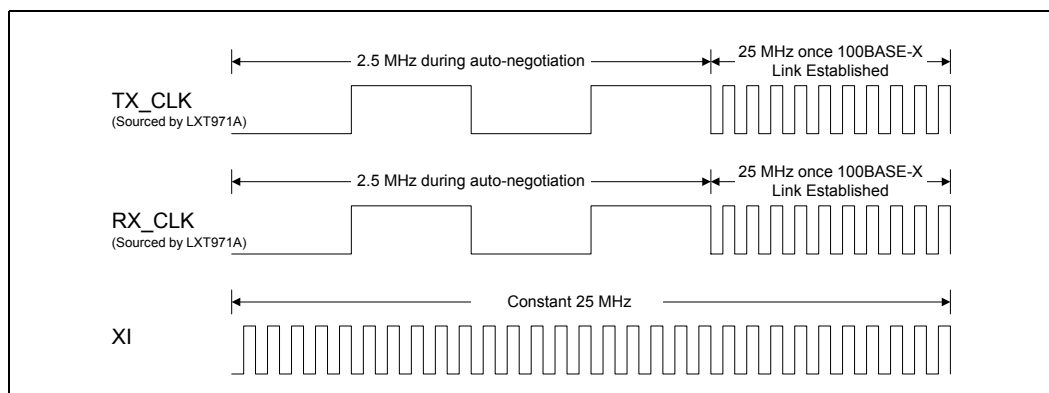 2.5 MHz during auto-negotiation
25 MHz once 100BASE-X
Link Established
TX_CLK
(Sourced by LXT971A)
2.5 MHz during auto-negotiation
25 MHz once 100BASE-X
Link Established
RX_CLK
(Sourced by LXT971A)
Constant 25 MHz
XI